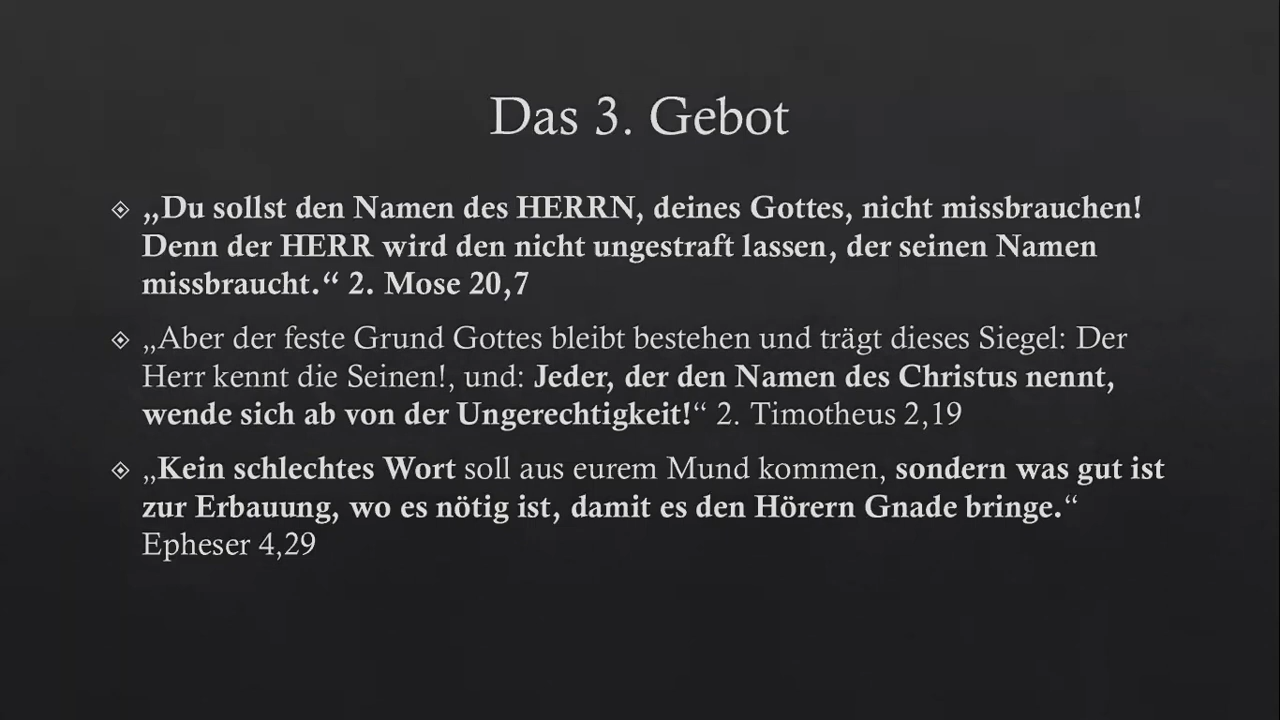 Das 3. Gebot
„Du sollst den Namen des HERRN, deines Gottes, nicht missbrauchen!
Denn der HERR wird den nicht ungestraft lassen, der seinen Namen
missbraucht.“ 2. Mose 20,7
„Aber der feste Grund Gottes bleibt bestehen und trägt dieses Siegel: Der
Herr kennt die Seinen!, und: Jeder, der den Namen des Christus nennt,
wende sich ab von der Ungerechtigkeit!“ 2. Timotheus 2,19
„Kein schlechtes Wort soll aus eurem Mund kommen, sondern was gut ist
zur Erbauung, wo es nötig ist, damit es den Hörern Gnade bringe.“
Epheser 4,29